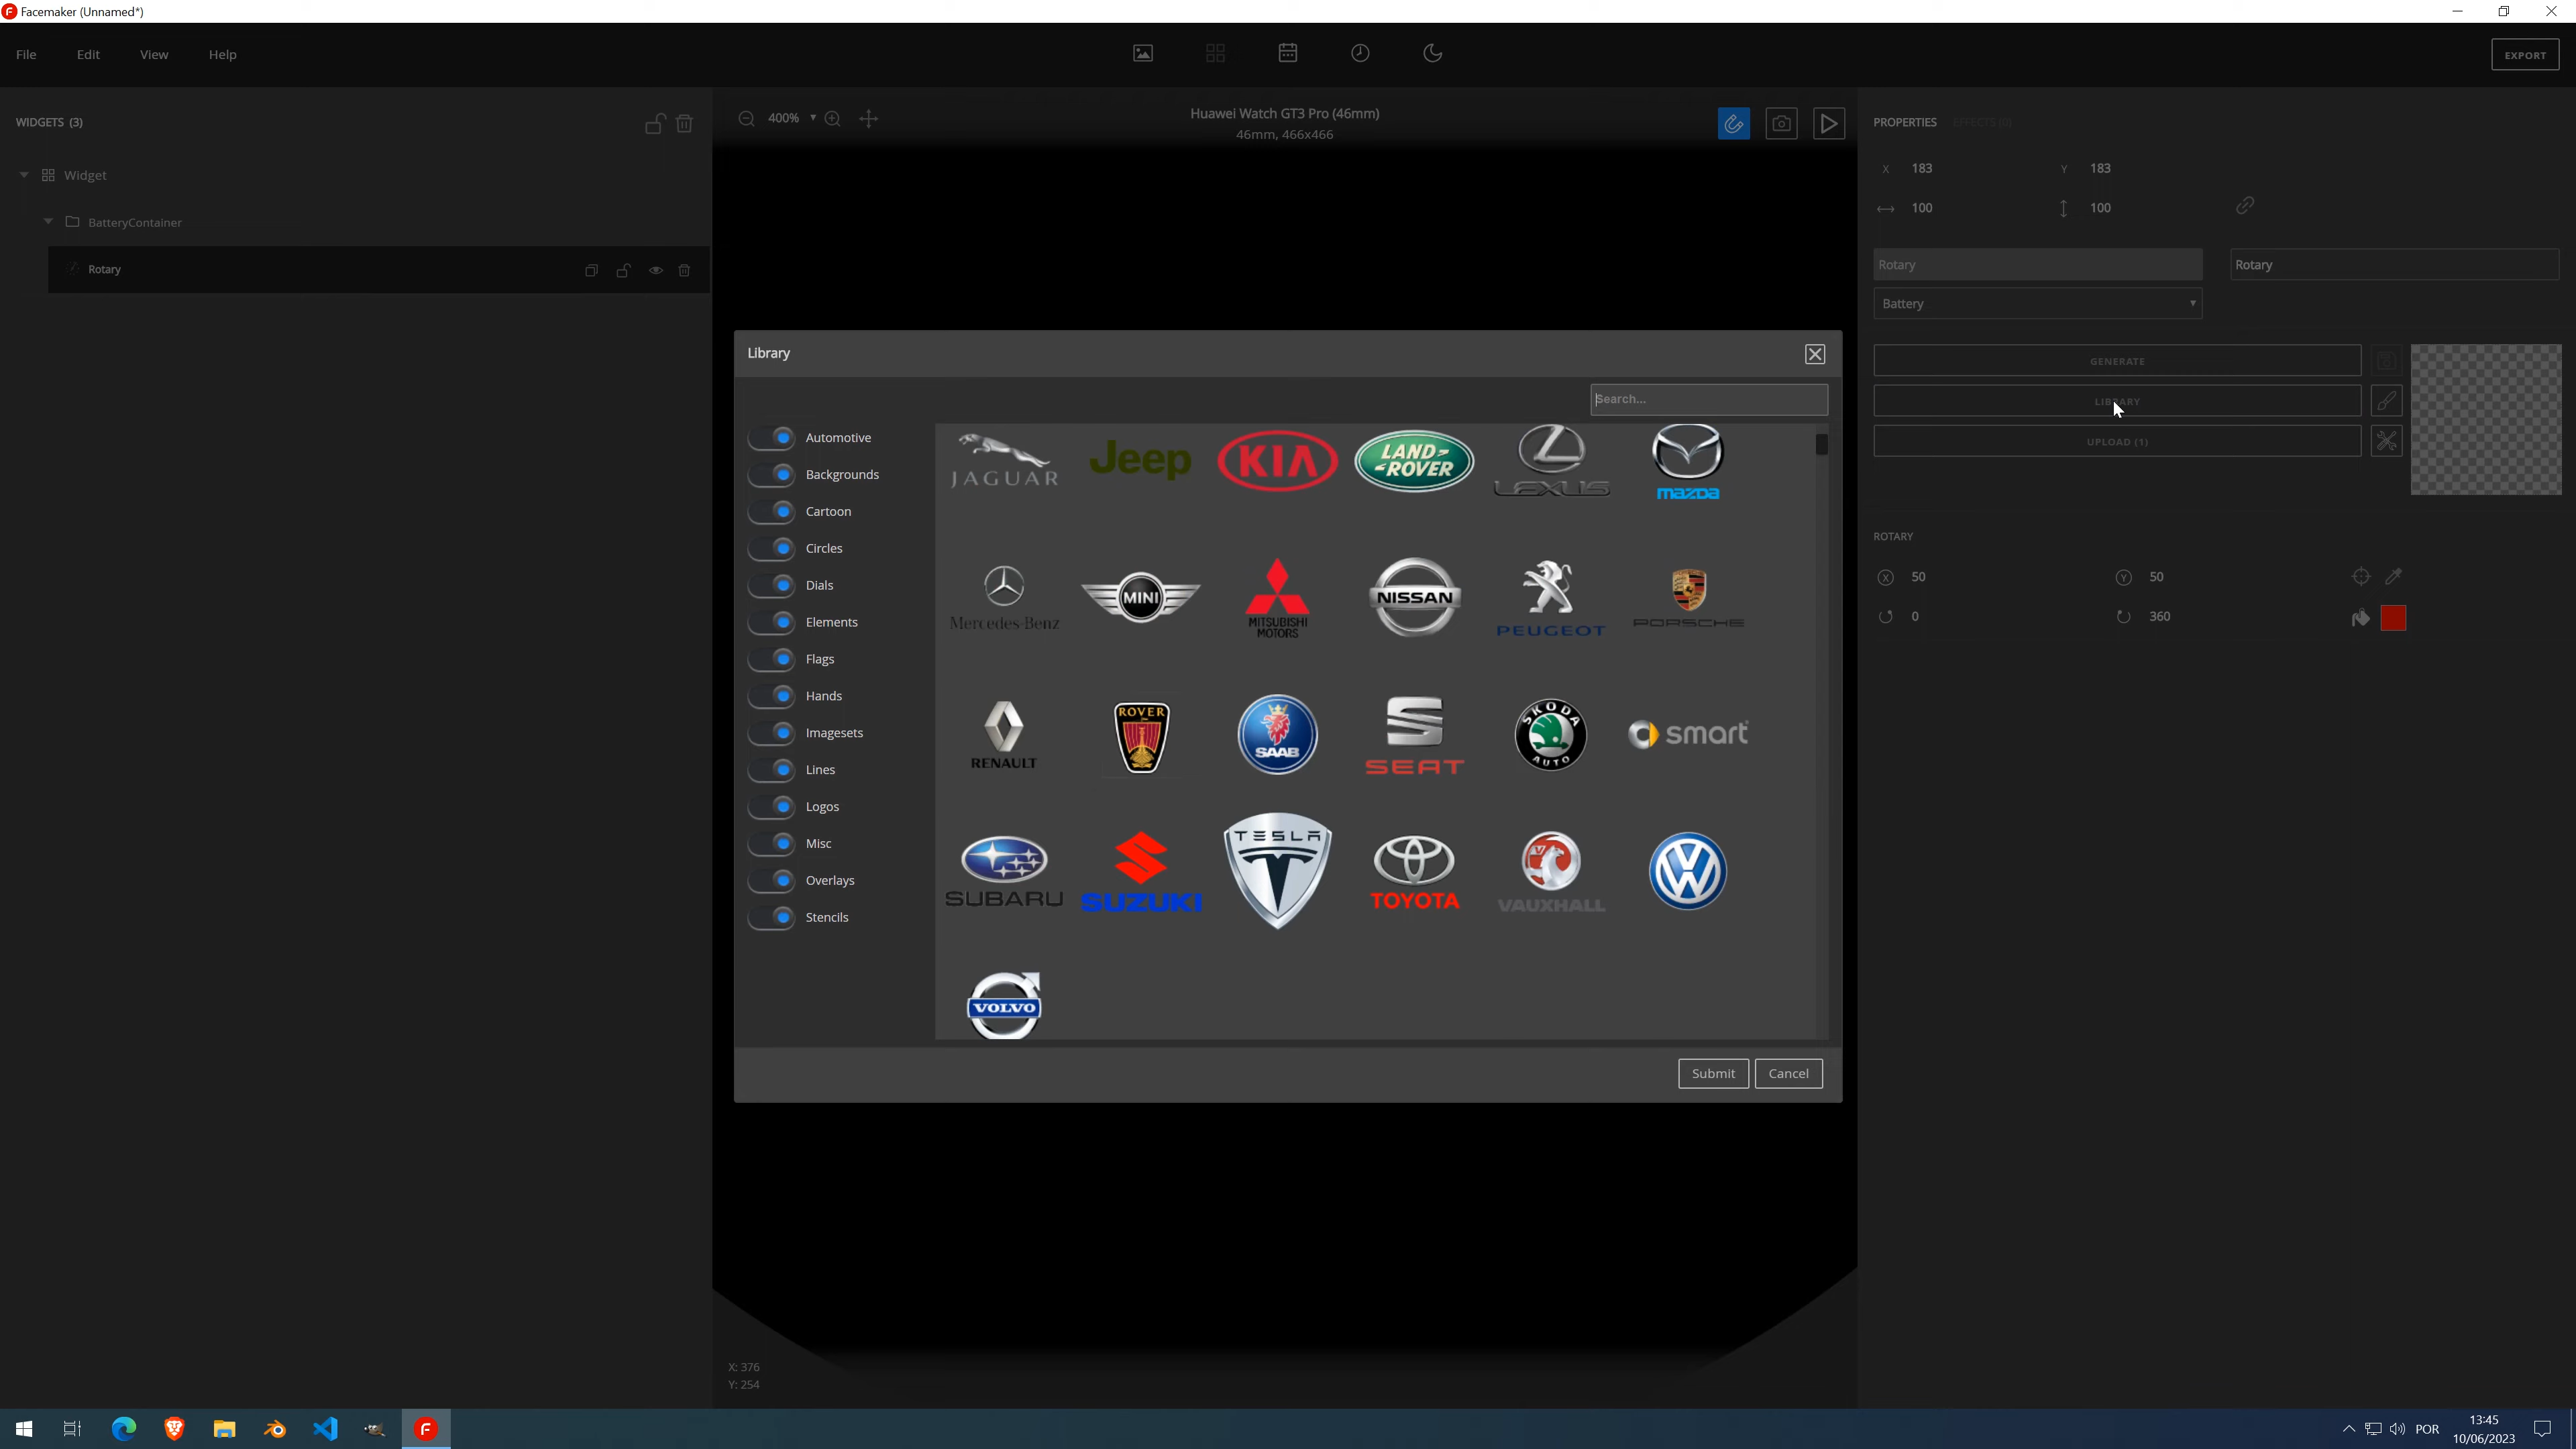 Facemaker (Unnamed*)
File Edit View Help
EXPORT
WIDGETS (3)
Widget
BatteryContainer
Rotary
400%
Huawei Watch GT3 Pro (46mm)
46mm, 466x466
PROPERTIES EFFECTS (0)
X 183 Y 183
100 100
Rotary Rotary
Battery
GENERATE
LIBRARY
UPLOAD (1)
ROTARY
X 50 Y 50
0 360
Library
Search...
Automotive
Backgrounds
Cartoon
Circles
Dials
Elements
Flags
Hands
Imagesets
Lines
Logos
Misc
Overlays
Stencils
JAGUAR Jeep KIA LAND ROVER LEXUS mazda
Mercedes-Benz MINI MITSUBISHI MOTORS NISSAN PEUGEOT PORSCHE
RENAULT ROVER SAAB SEAT SKODA AUTO smart
SUBARU SUZUKI TESLA TOYOTA VAUXHALL VW
VOLVO
Submit Cancel
X: 376
Y: 254
POR
13:45
10/06/2023